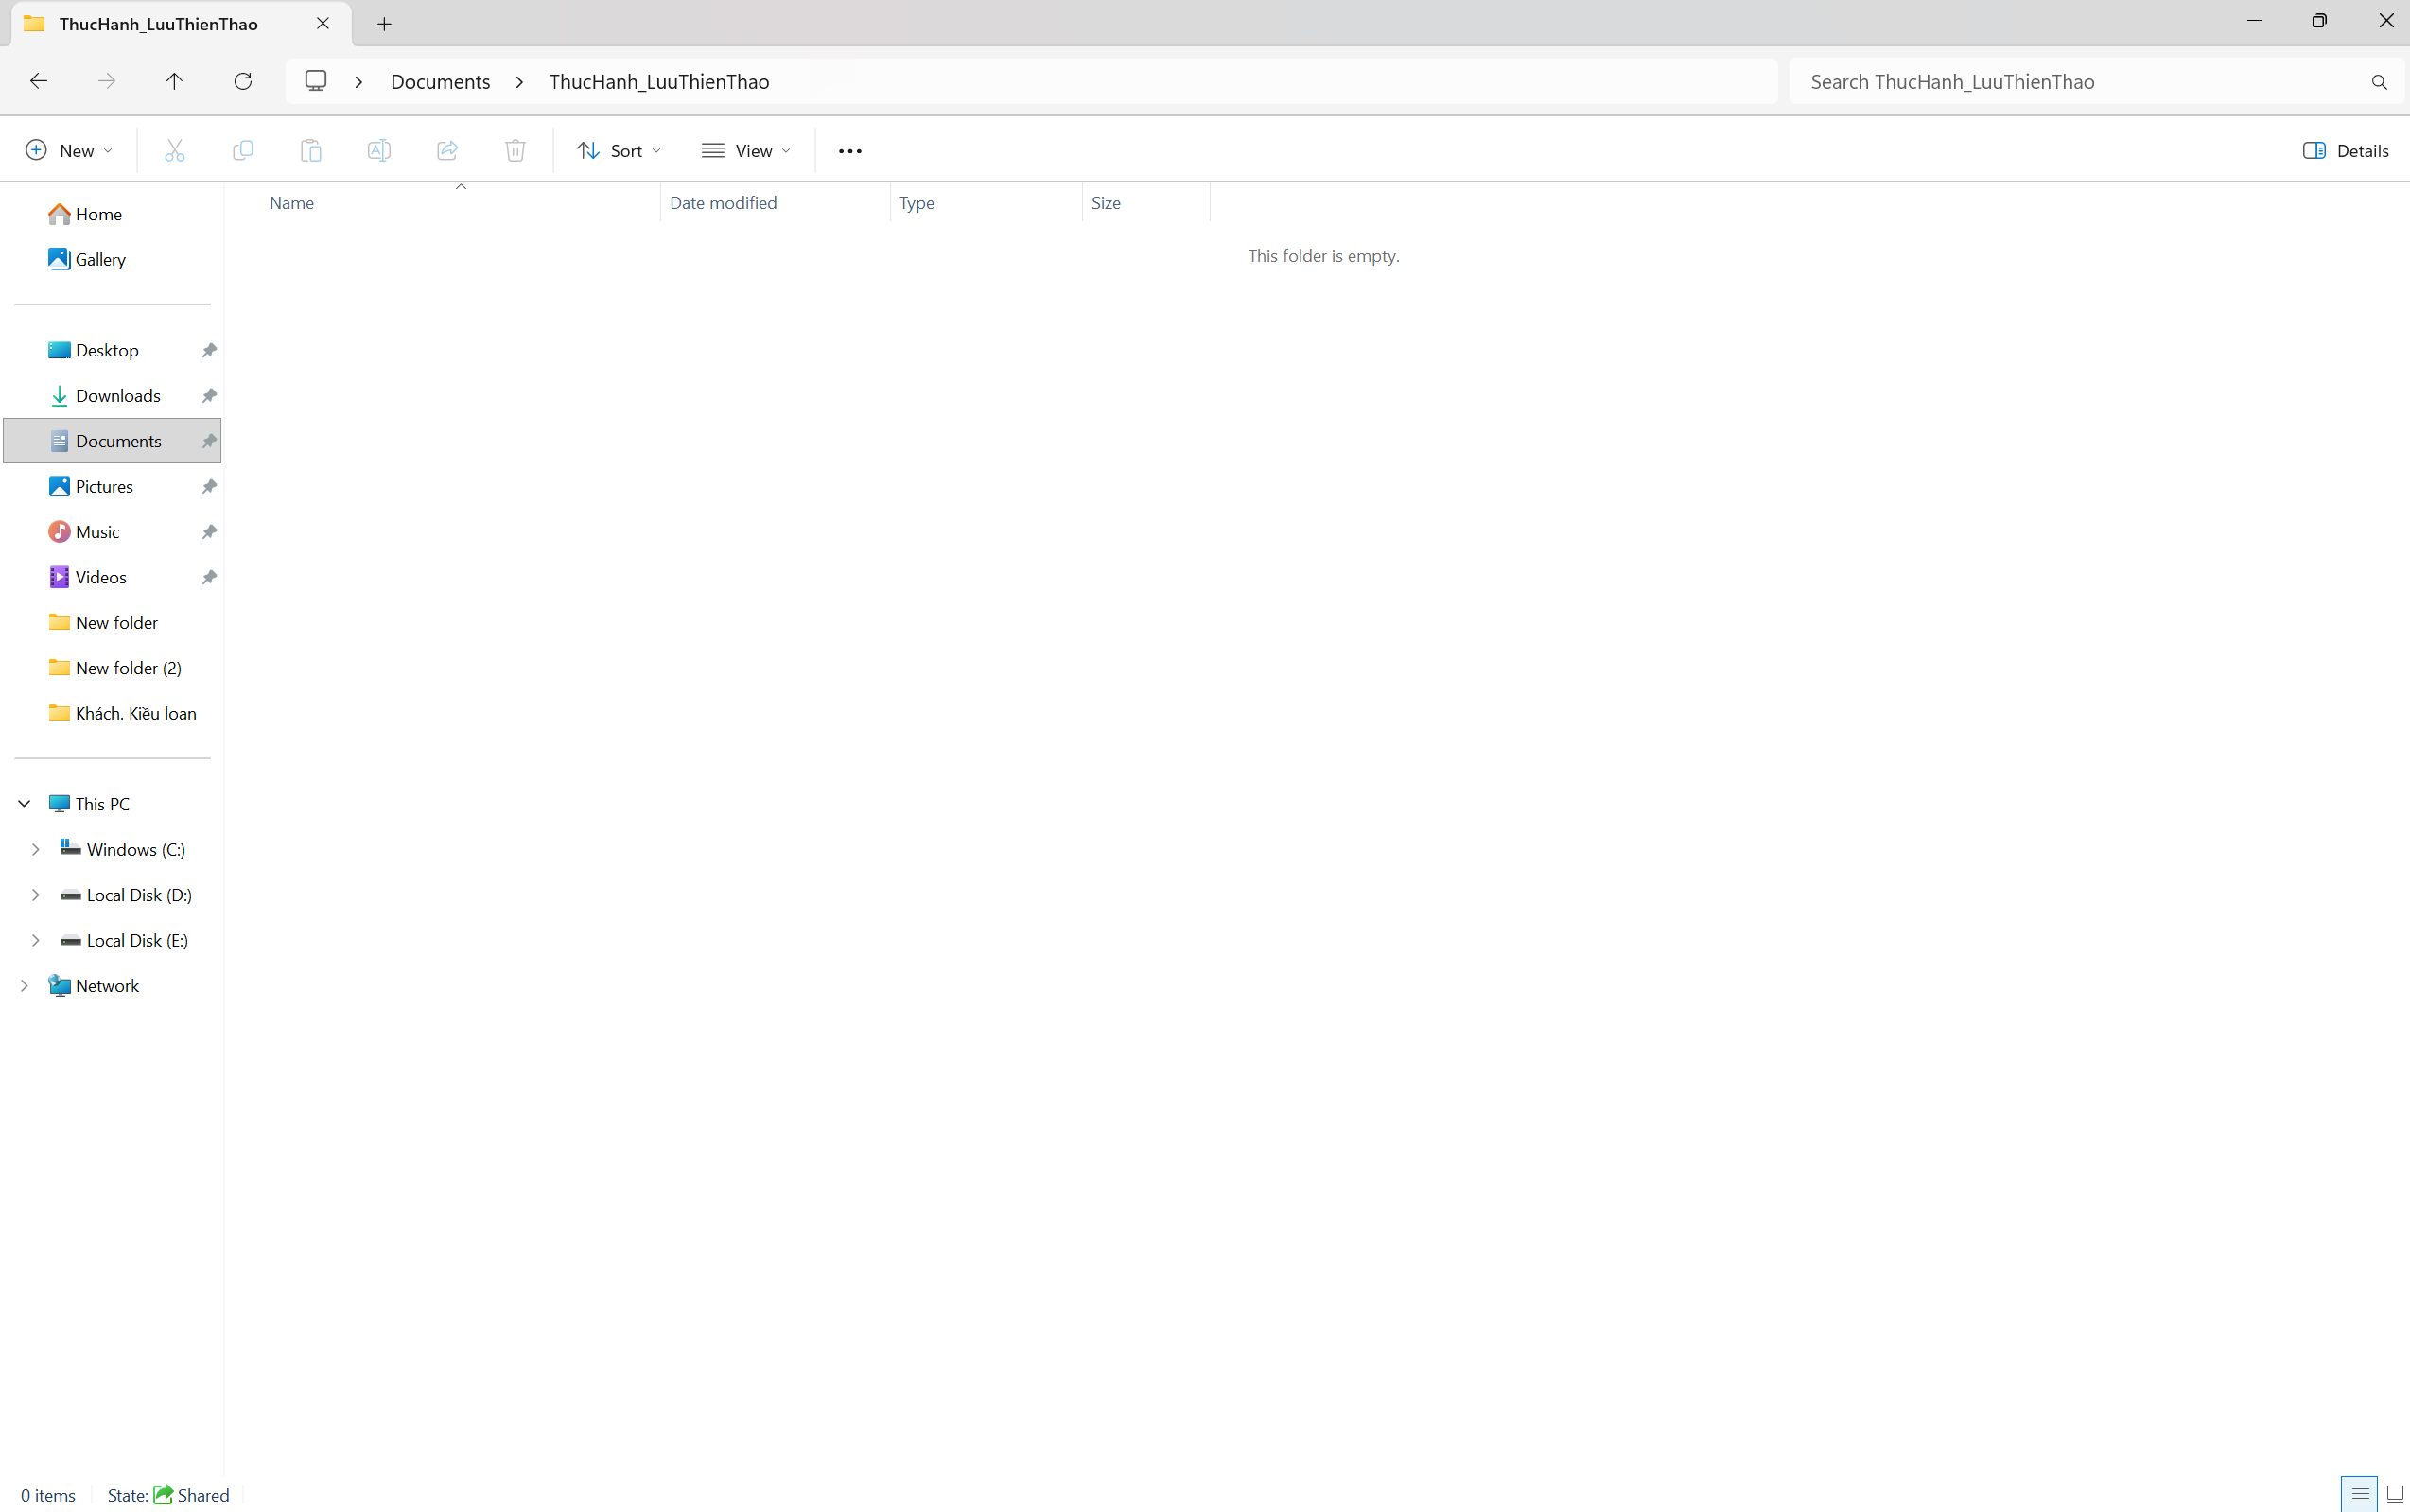 ThucHanh_LuuThienThao
Documents
ThucHanh_LuuThienThao
Search ThucHanh_LuuThienThao
New
Sort
View
Details
Name
Date modified
Type
Size
This folder is empty.
Home
Gallery
Desktop
Downloads
Documents
Pictures
Music
Videos
New folder
New folder (2)
Khách. Kiều loan
This PC
Windows (C:)
Local Disk (D:)
Local Disk (E:)
Network
0 items
State: Shared